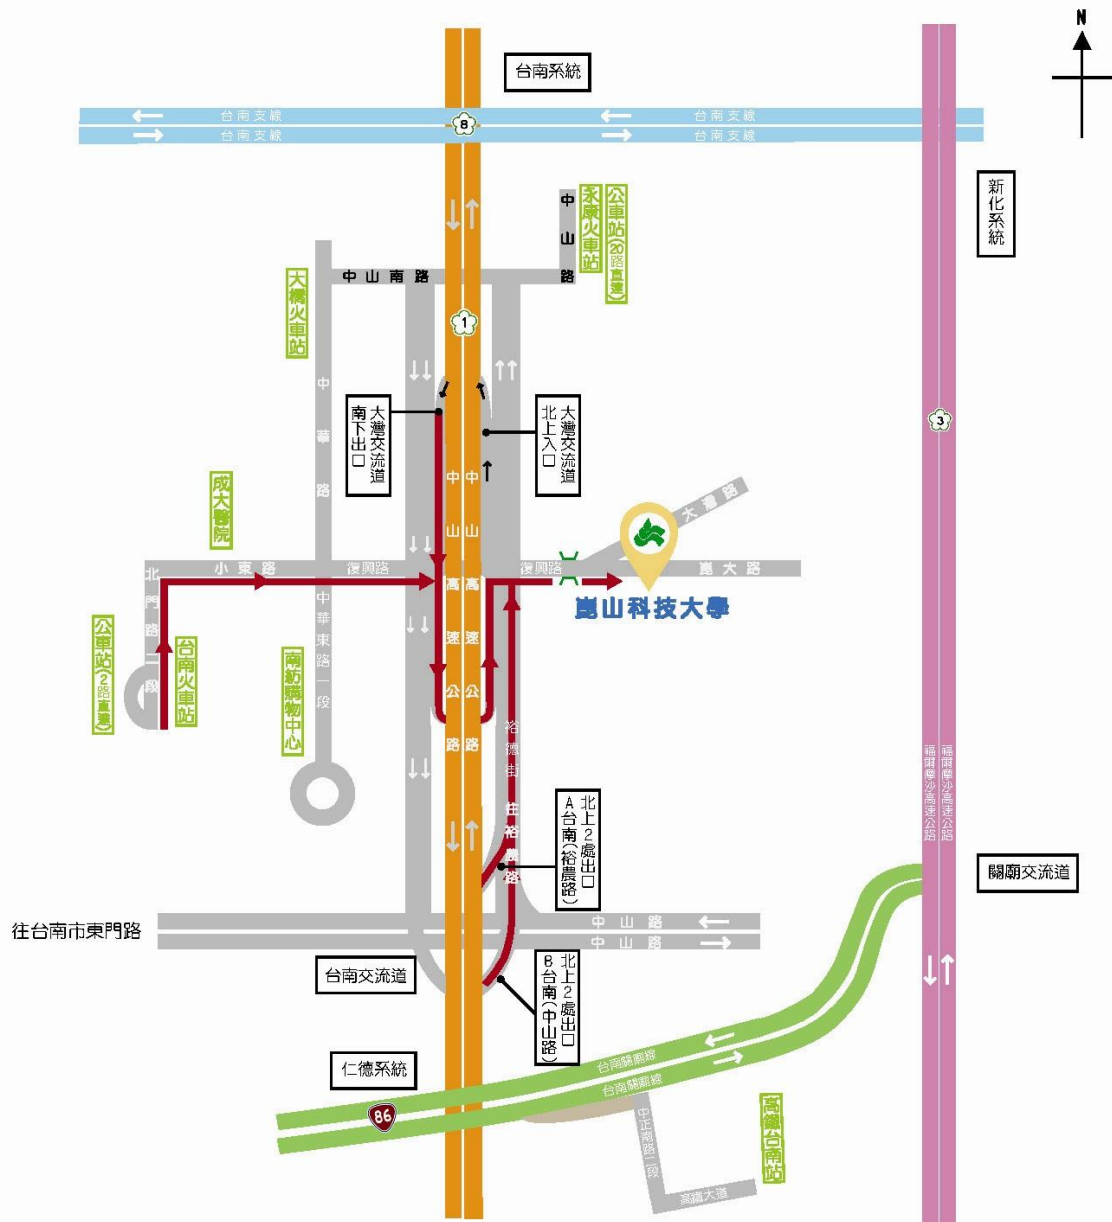 N
台南系統
台南支線
台南支線
台南支線
台南支線
8
新化系統
中山路
永康火車站
公車站(20路直達)
中山南路
大橋火車站
1
3
中華路
大灣交流道
南下出口
大灣交流道
北上入口
成大醫院
中山高速公路
中山高速公路
大灣路
小東路
復興路
復興路
崑大路
崑山科技大學
北門路二段
中華東路一段
公車站(2路直達)
台南火車站
南紡購物中心
裕德街
往裕農路
福爾摩沙高速公路
福爾摩沙高速公路
北上2處出口
A台南(裕農路)
關廟交流道
往台南市東門路
中山路
中山路
台南交流道
北上2處出口
B台南(中山路)
仁德系統
台南關廟線
台南關廟線
86
中正南路二段
高鐵台南站
高鐵大道